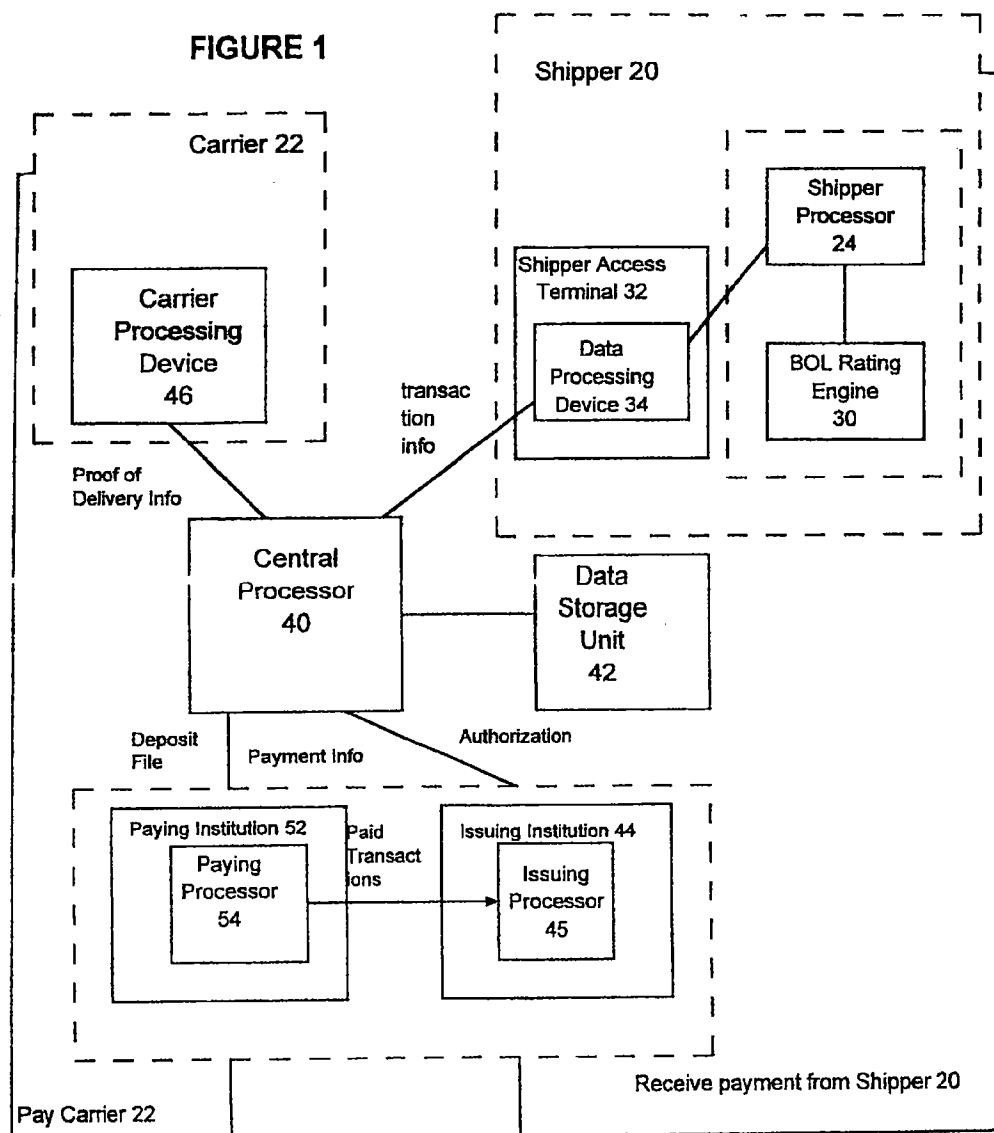 FIGURE 1
Shipper 20
Carrier 22
Shipper
Processor
24
Shipper Access
Terminal 32
Carrier
Processing
Device
46
Data
Processing
Device 34
BOL Rating
Engine
30
transac
tion
info
Proof of
Delivery Info
Central
Processor
40
Data
Storage
Unit
42
Deposit
File
Payment Info
Authorization
Paying Institution 52
Paid
Transact
ions
Issuing Institution 44
Paying
Processor
54
Issuing
Processor
45
Receive payment from Shipper 20
Pay Carrier 22